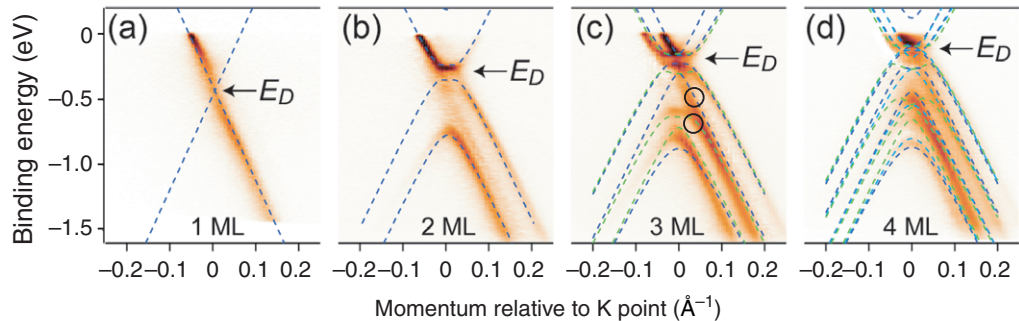 (a) (b) (c) (d)
Binding energy (eV)
0
−0.5
−1.0
−1.5
E_D E_D E_D E_D
1 ML 2 ML 3 ML 4 ML
−0.2 −0.1 0 0.1 0.2 −0.2 −0.1 0 0.1 0.2 −0.2 −0.1 0 0.1 0.2 −0.2 −0.1 0 0.1 0.2
Momentum relative to K point (Å⁻¹)